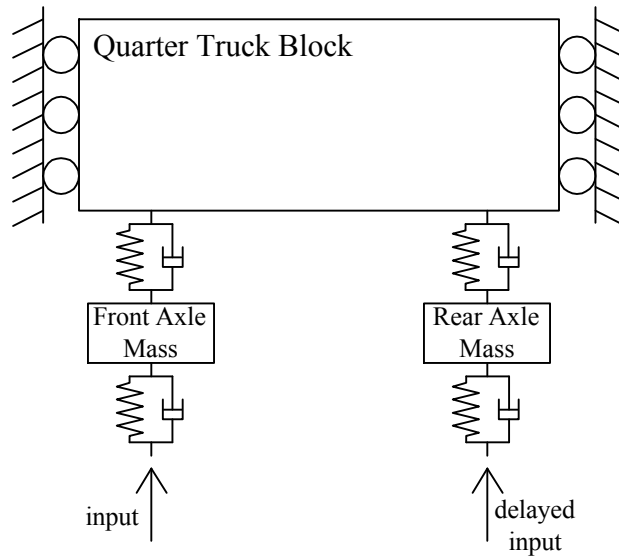 Quarter Truck Block
Front Axle
Mass
Rear Axle
Mass
input
delayed
input